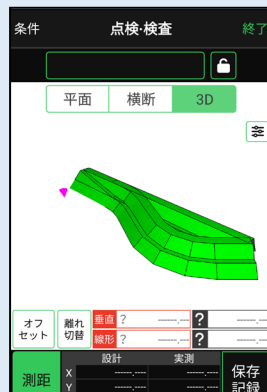 条件 点検・検査 終了
平面 横断 3D
オフ
セット
離れ
切替
垂直 ? -----.--- ? -----.---
線形 ? -----.--- ? -----.---
設計 実測
測距
X -----.---- -----.----
Y -----.---- -----.----
保存
記録